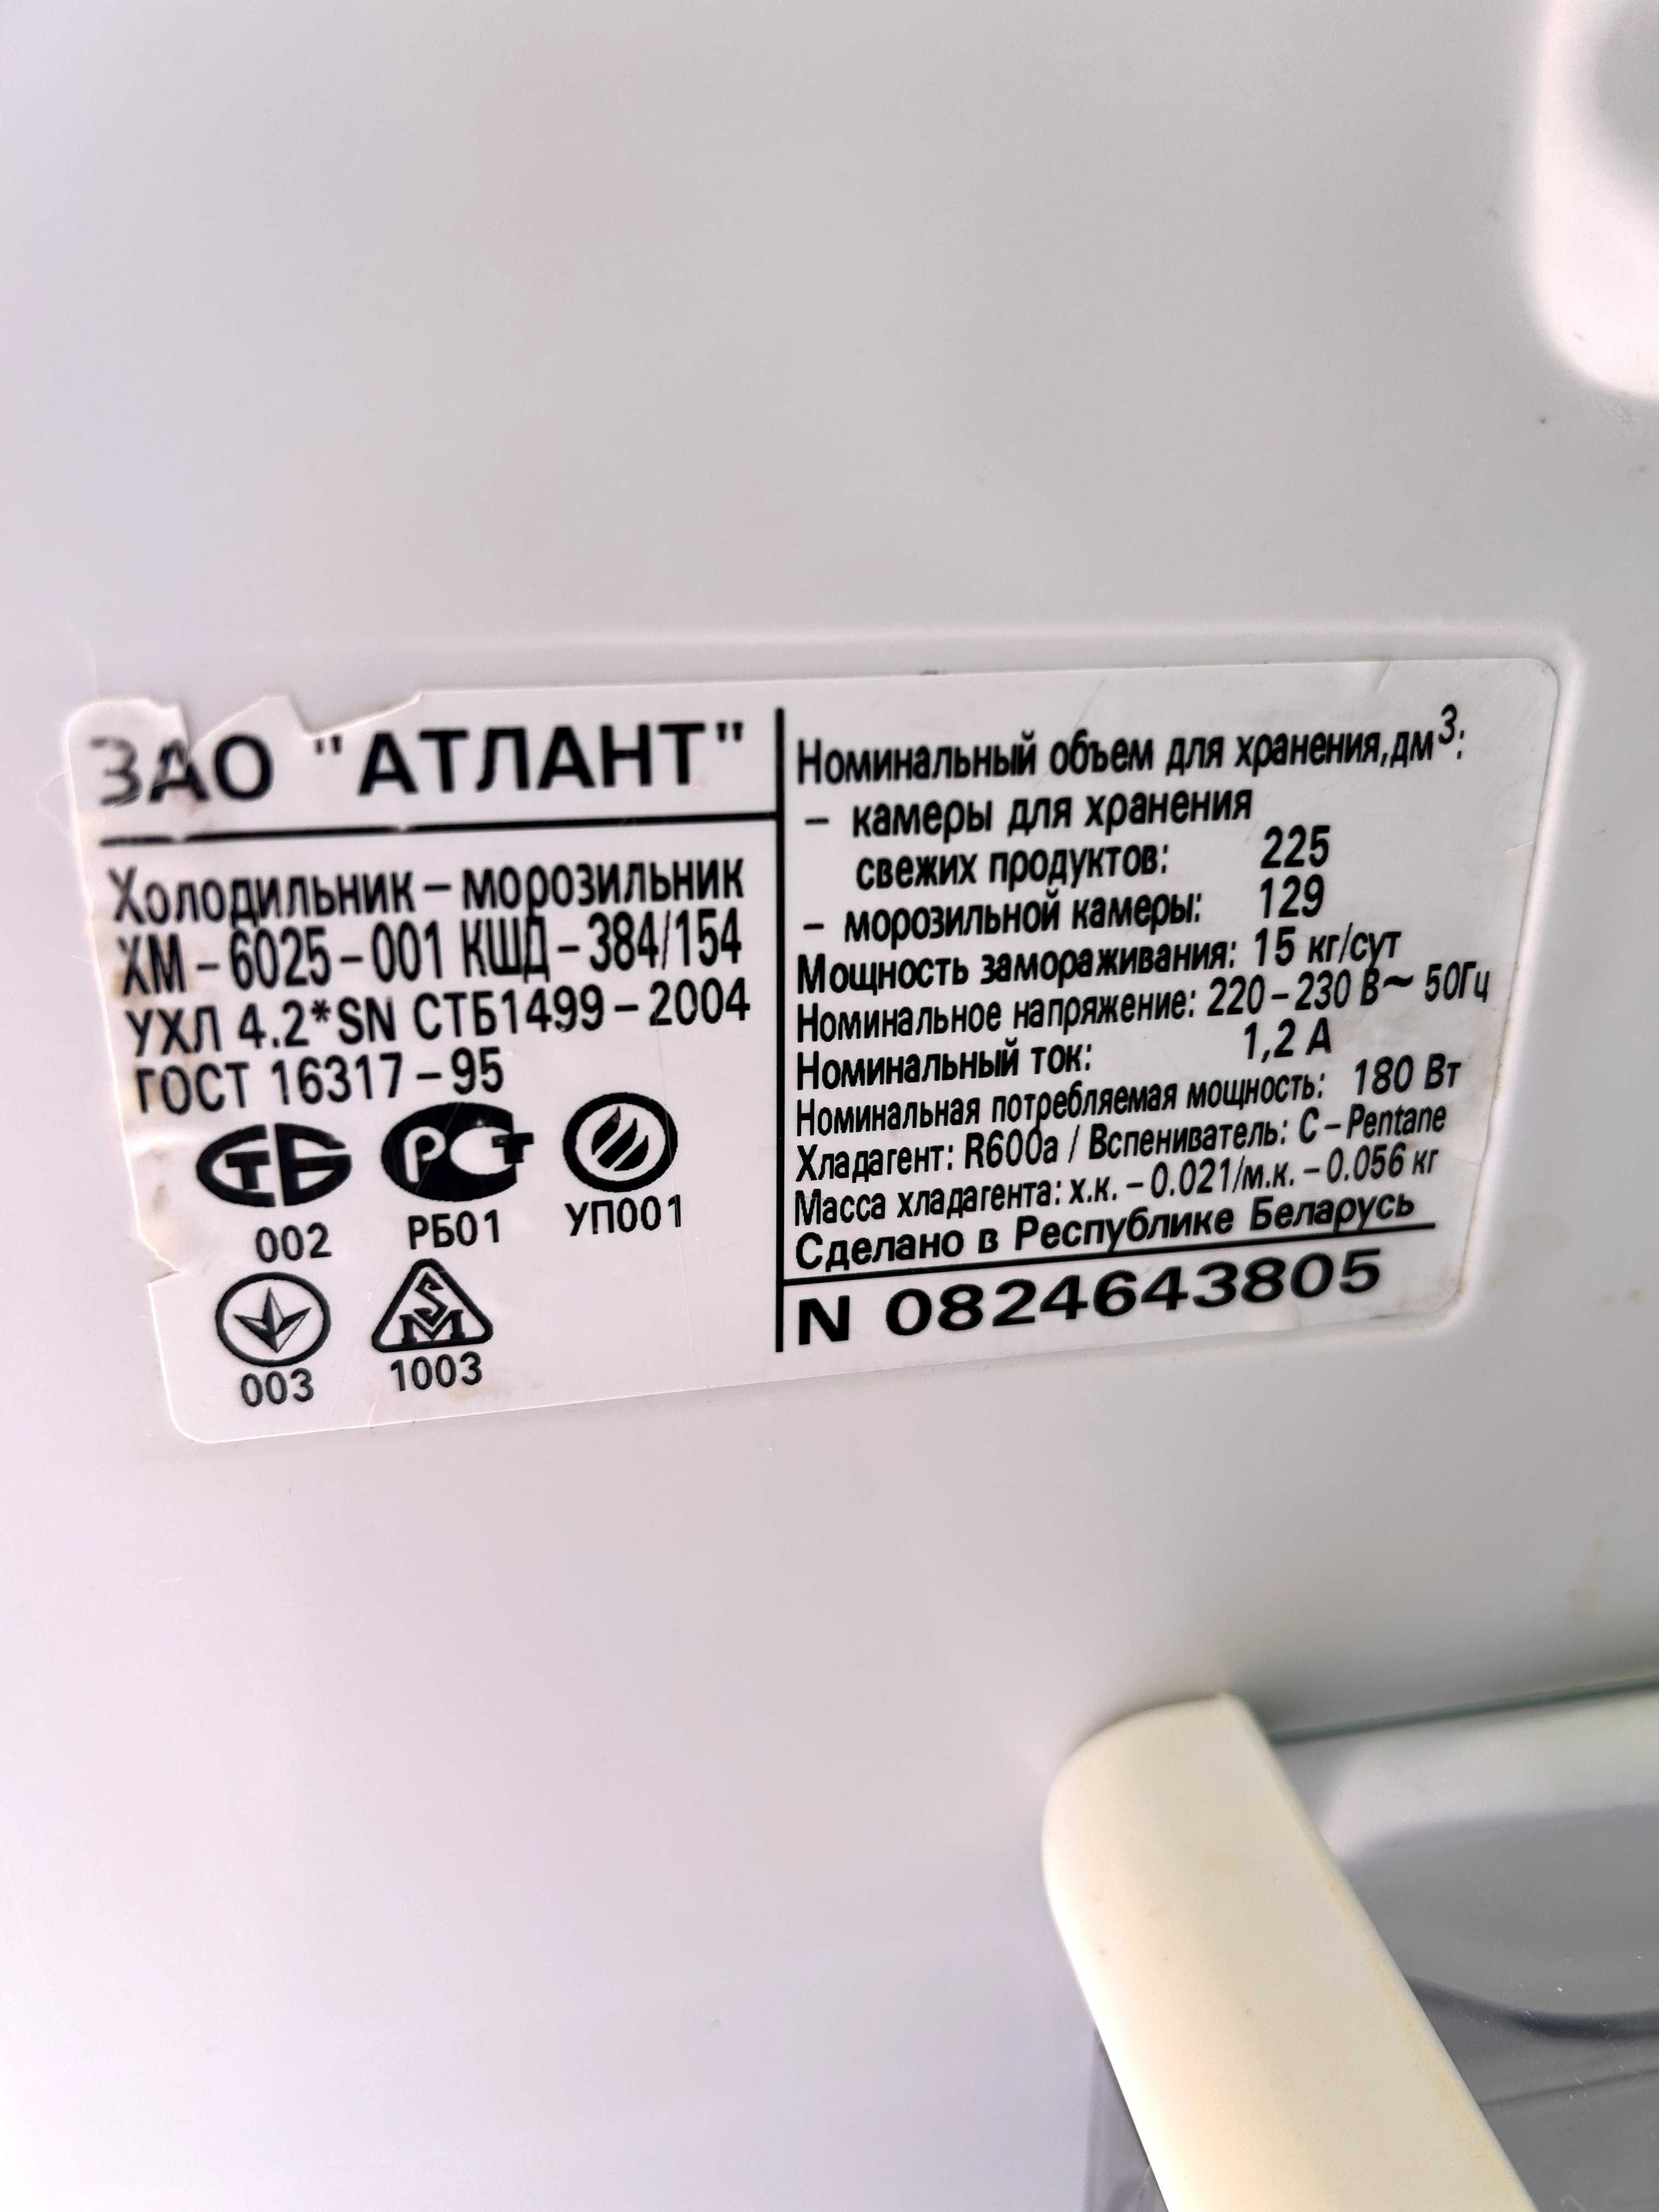 ЗАО "АТЛАНТ"
Холодильник – морозильник
ХМ – 6025 – 001 КШД – 384/154
УХЛ 4.2*SN СТБ1499 – 2004
ГОСТ 16317 – 95
СТБ РСТ
002 РБ01 УП001
SM
003 1003
Номинальный объем для хранения,дм³:
– камеры для хранения
свежих продуктов: 225
– морозильной камеры: 129
Мощность замораживания: 15 кг/сут
Номинальное напряжение: 220 – 230 В~ 50Гц
Номинальный ток: 1,2 А
Номинальная потребляемая мощность: 180 Вт
Хладагент: R600a / Вспениватель: C – Pentane
Масса хладагента: х.к. – 0.021/м.к. – 0.056 кг
Сделано в Республике Беларусь
N 0824643805